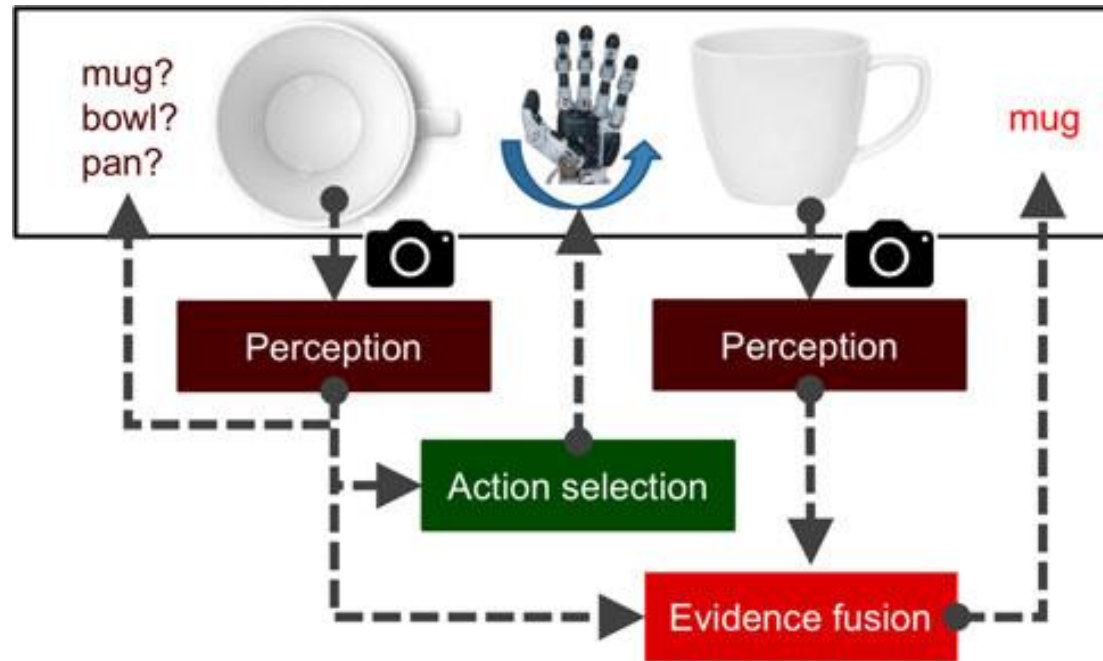 mug?
bowl?
pan?
mug
Perception
Perception
Action selection
Evidence fusion